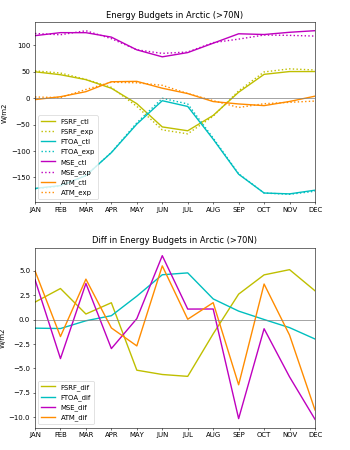 Energy Budgets in Arctic (>70N)
100
50
0
−50
−100
−150
W/m2
FSRF_ctl
FSRF_exp
FTOA_ctl
FTOA_exp
MSE_ctl
MSE_exp
ATM_ctl
ATM_exp
JAN FEB MAR APR MAY JUN JUL AUG SEP OCT NOV DEC
Diff in Energy Budgets in Arctic (>70N)
5.0
2.5
0.0
−2.5
−5.0
−7.5
−10.0
W/m2
FSRF_dif
FTOA_dif
MSE_dif
ATM_dif
JAN FEB MAR APR MAY JUN JUL AUG SEP OCT NOV DEC